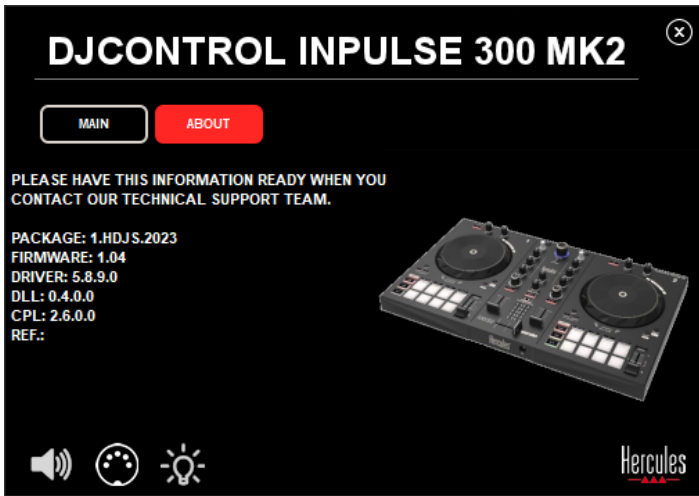 DJCONTROL INPULSE 300 MK2
MAIN
ABOUT
PLEASE HAVE THIS INFORMATION READY WHEN YOU
CONTACT OUR TECHNICAL SUPPORT TEAM.
PACKAGE: 1.HDJS.2023
FIRMWARE: 1.04
DRIVER: 5.8.9.0
DLL: 0.4.0.0
CPL: 2.6.0.0
REF.:
Hercules
Hercules